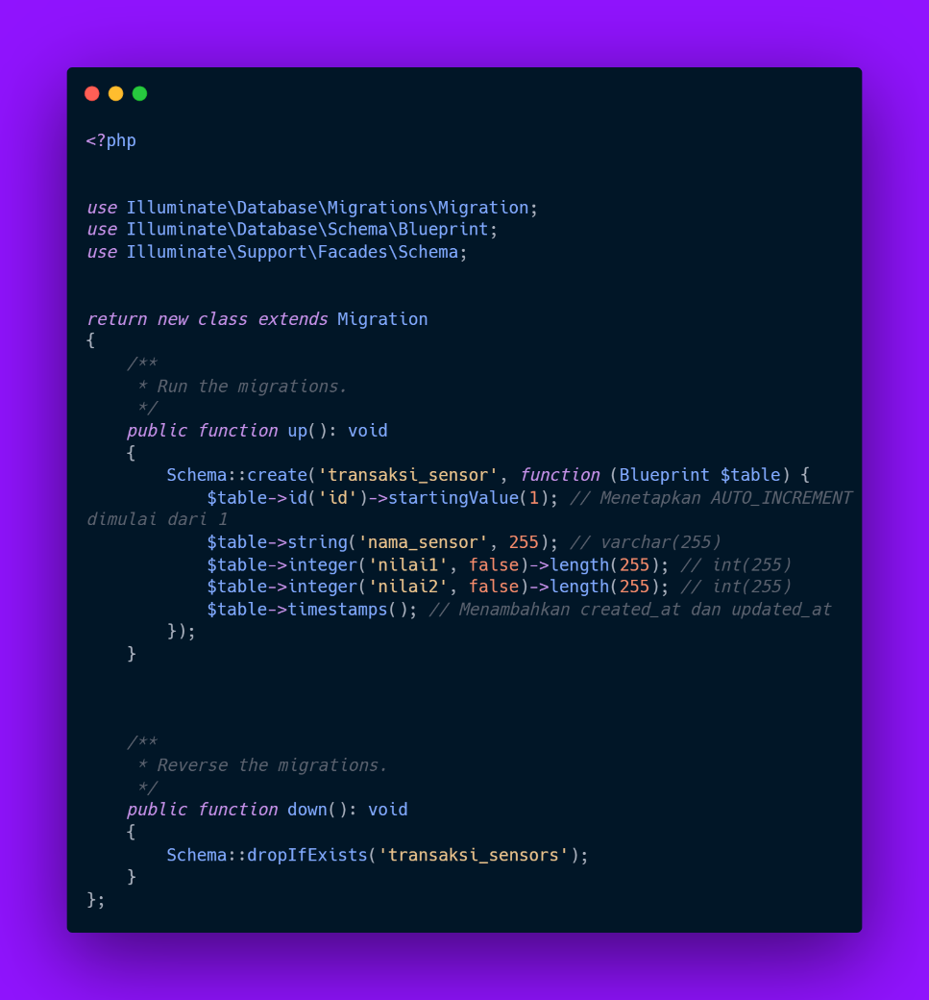 <?php
use Illuminate\Database\Migrations\Migration;
use Illuminate\Database\Schema\Blueprint;
use Illuminate\Support\Facades\Schema;
return new class extends Migration
{
    /**
     * Run the migrations.
     */
    public function up(): void
    {
        Schema::create('transaksi_sensor', function (Blueprint $table) {
            $table->id('id')->startingValue(1); // Menetapkan AUTO_INCREMENT
dimulai dari 1
            $table->string('nama_sensor', 255); // varchar(255)
            $table->integer('nilai1', false)->length(255); // int(255)
            $table->integer('nilai2', false)->length(255); // int(255)
            $table->timestamps(); // Menambahkan created_at dan updated_at
        });
    }
    /**
     * Reverse the migrations.
     */
    public function down(): void
    {
        Schema::dropIfExists('transaksi_sensors');
    }
};